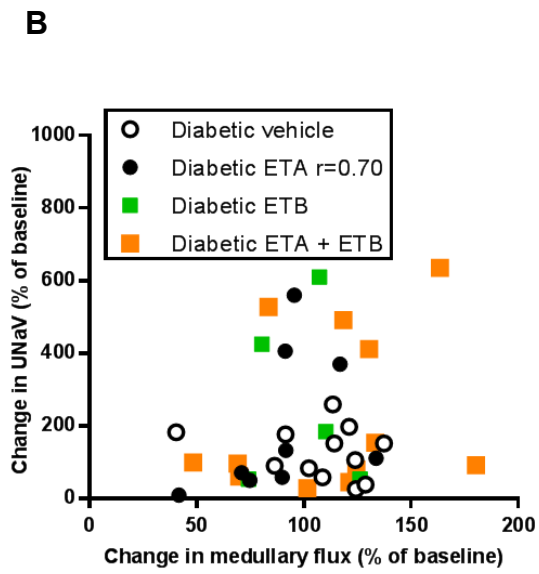 B
Change in UNaV (% of baseline)
1000
800
600
400
200
0
Diabetic vehicle
Diabetic ETA r=0.70
Diabetic ETB
Diabetic ETA + ETB
0 50 100 150 200
Change in medullary flux (% of baseline)